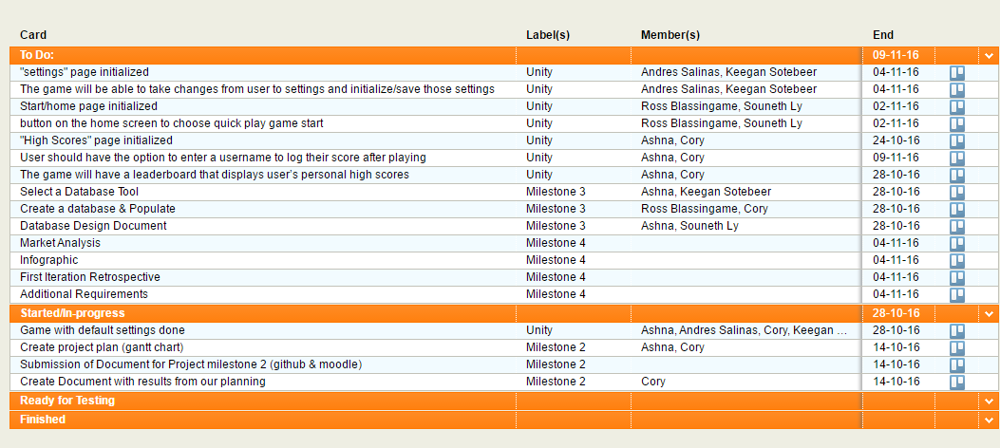 Card Label(s) Member(s) End
To Do: 09-11-16
"settings" page initialized Unity Andres Salinas, Keegan Sotebeer 04-11-16
The game will be able to take changes from user to settings and initialize/save those settings Unity Andres Salinas, Keegan Sotebeer 04-11-16
Start/home page initialized Unity Ross Blassingame, Souneth Ly 02-11-16
button on the home screen to choose quick play game start Unity Ross Blassingame, Souneth Ly 02-11-16
"High Scores" page initialized Unity Ashna, Cory 24-10-16
User should have the option to enter a username to log their score after playing Unity Ashna, Cory 09-11-16
The game will have a leaderboard that displays user's personal high scores Unity Ashna, Cory 28-10-16
Select a Database Tool Milestone 3 Ashna, Keegan Sotebeer 28-10-16
Create a database & Populate Milestone 3 Ross Blassingame, Cory 28-10-16
Database Design Document Milestone 3 Ashna, Souneth Ly 28-10-16
Market Analysis Milestone 4 04-11-16
Infographic Milestone 4 04-11-16
First Iteration Retrospective Milestone 4 04-11-16
Additional Requirements Milestone 4 04-11-16
Started/In-progress 28-10-16
Game with default settings done Unity Ashna, Andres Salinas, Cory, Keegan ... 28-10-16
Create project plan (gantt chart) Milestone 2 Ashna, Cory 14-10-16
Submission of Document for Project milestone 2 (github & moodle) Milestone 2 14-10-16
Create Document with results from our planning Milestone 2 Cory 14-10-16
Ready for Testing
Finished